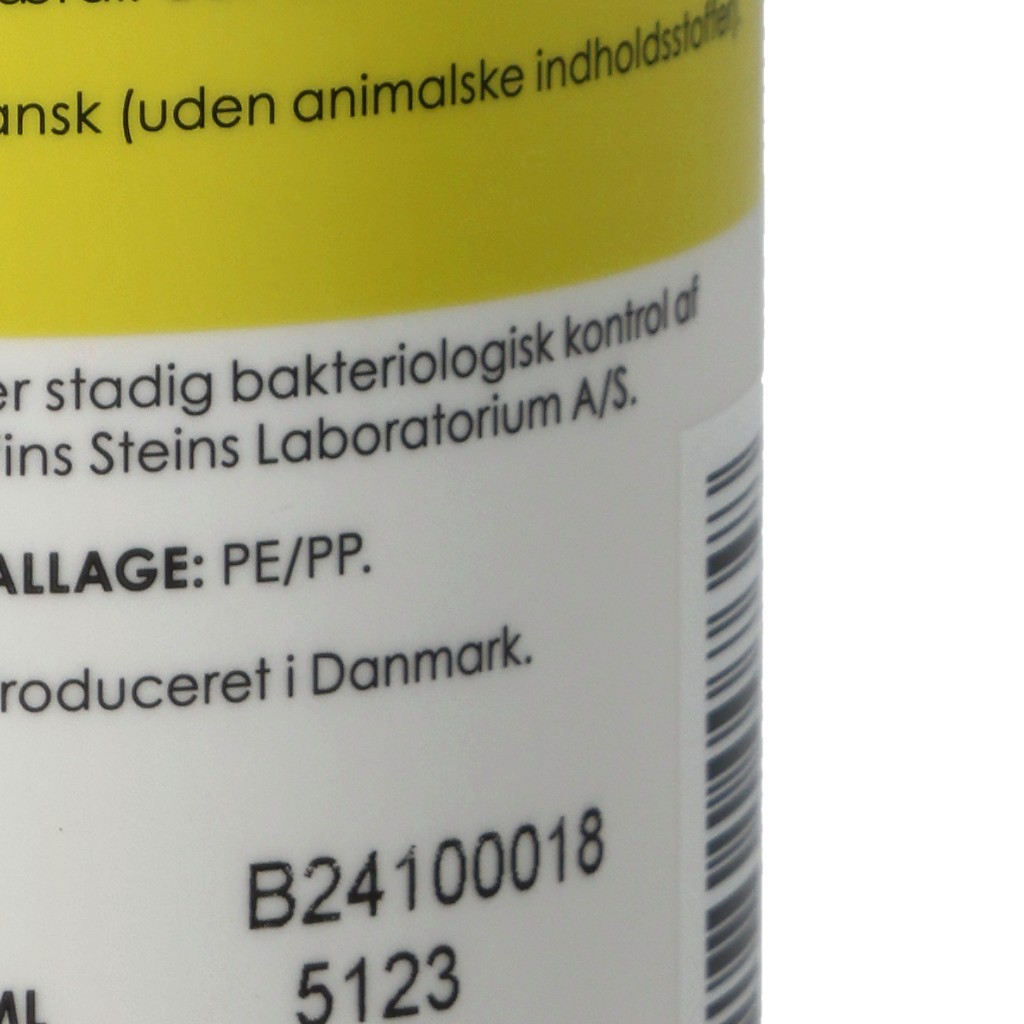 ansk (uden animalske indholdsstoffer).
er stadig bakteriologisk kontrol af
ins Steins Laboratorium A/S.
ALLAGE: PE/PP.
roduceret i Danmark.
B24100018
5123
ML